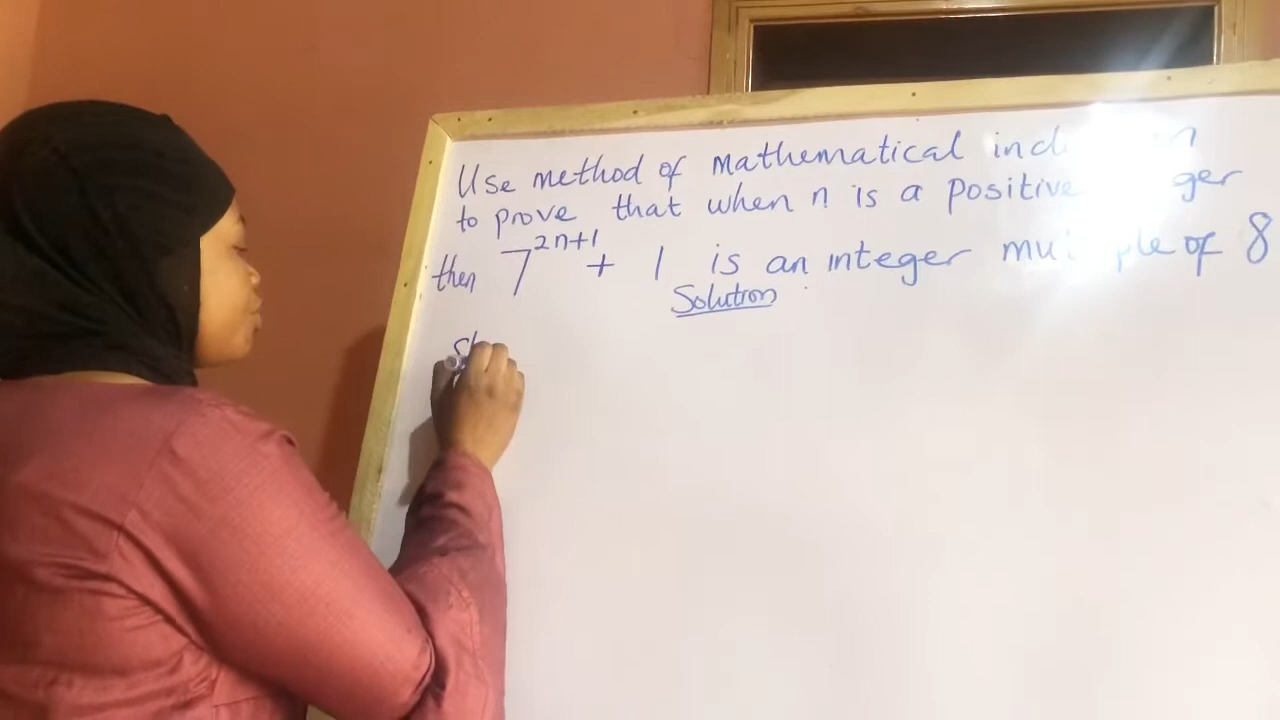 Use method of mathematical
to prove that when n is a positive
then 7^{2n+1} + 1 is an integer of 8
Solution